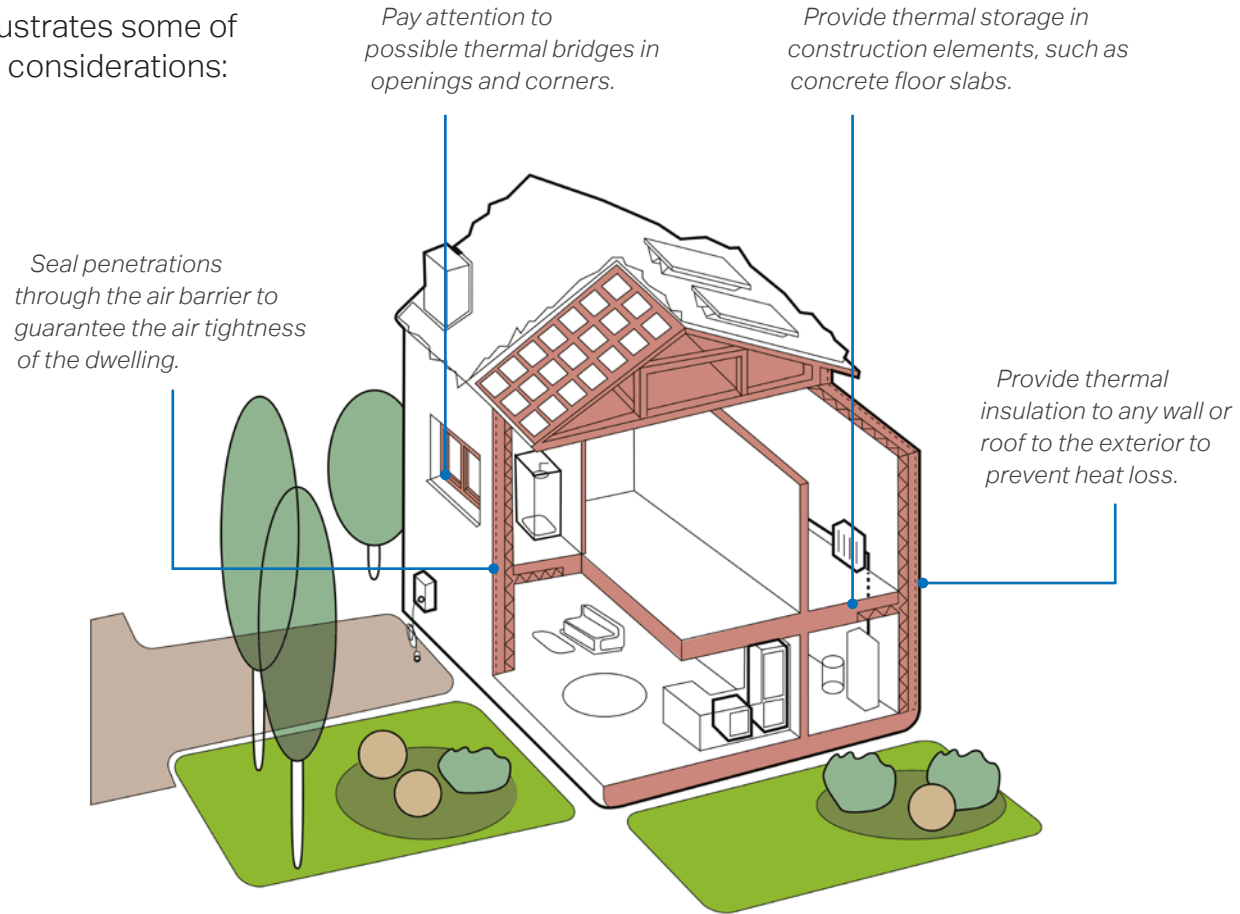 ustrates some of
considerations:
Pay attention to
possible thermal bridges in
openings and corners.
Provide thermal storage in
construction elements, such as
concrete floor slabs.
Seal penetrations
through the air barrier to
guarantee the air tightness
of the dwelling.
Provide thermal
insulation to any wall or
roof to the exterior to
prevent heat loss.